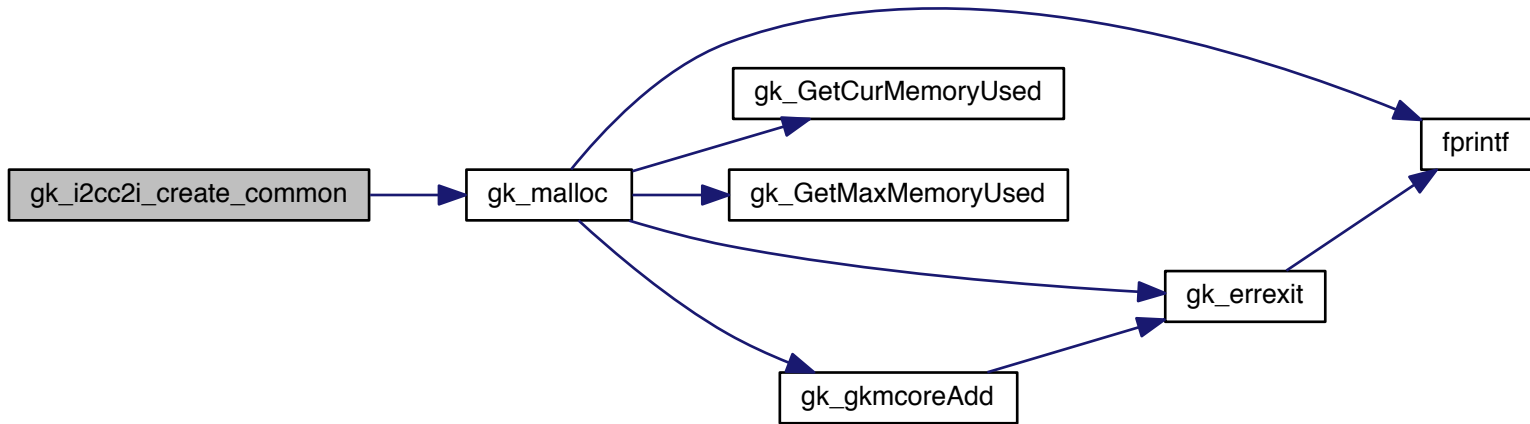 gk_i2cc2i_create_common
gk_malloc
gk_GetCurMemoryUsed
gk_GetMaxMemoryUsed
gk_gkmcoreAdd
gk_errexit
fprintf